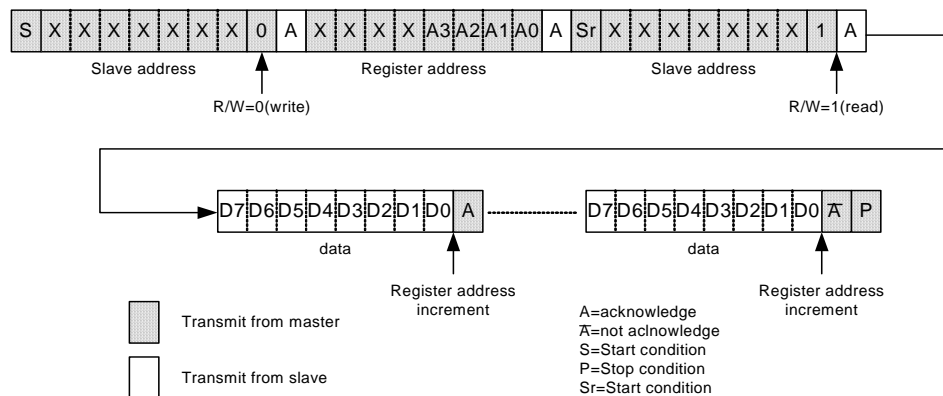 S X X X X X X X 0 A X X X X A3 A2 A1 A0 A Sr X X X X X X X 1 A
Slave address Register address Slave address
R/W=0(write) R/W=1(read)
D7 D6 D5 D4 D3 D2 D1 D0 A D7 D6 D5 D4 D3 D2 D1 D0 A̅ P
data data
Register address
increment
Register address
increment
Transmit from master
Transmit from slave
A=acknowledge
A̅=not aclnowledge
S=Start condition
P=Stop condition
Sr=Start condition